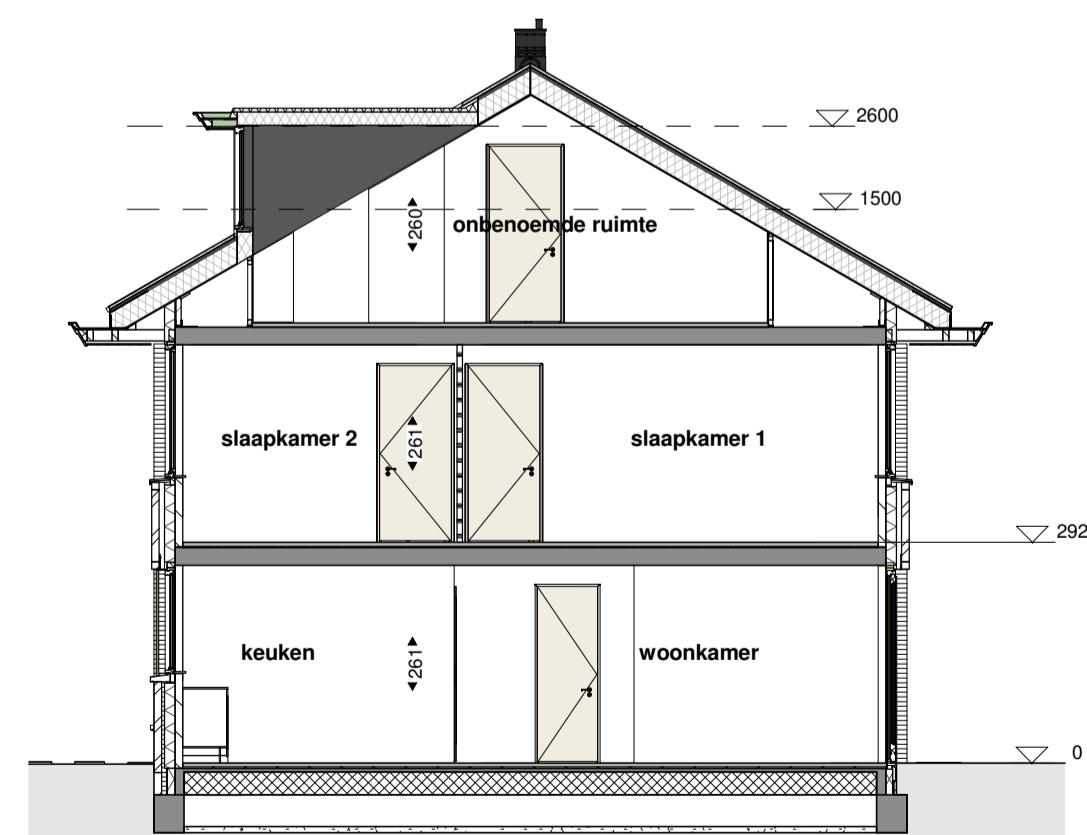 2600
1500
260
onbenoemde ruimte
slaapkamer 2
261
slaapkamer 1
292
keuken
261
woonkamer
0